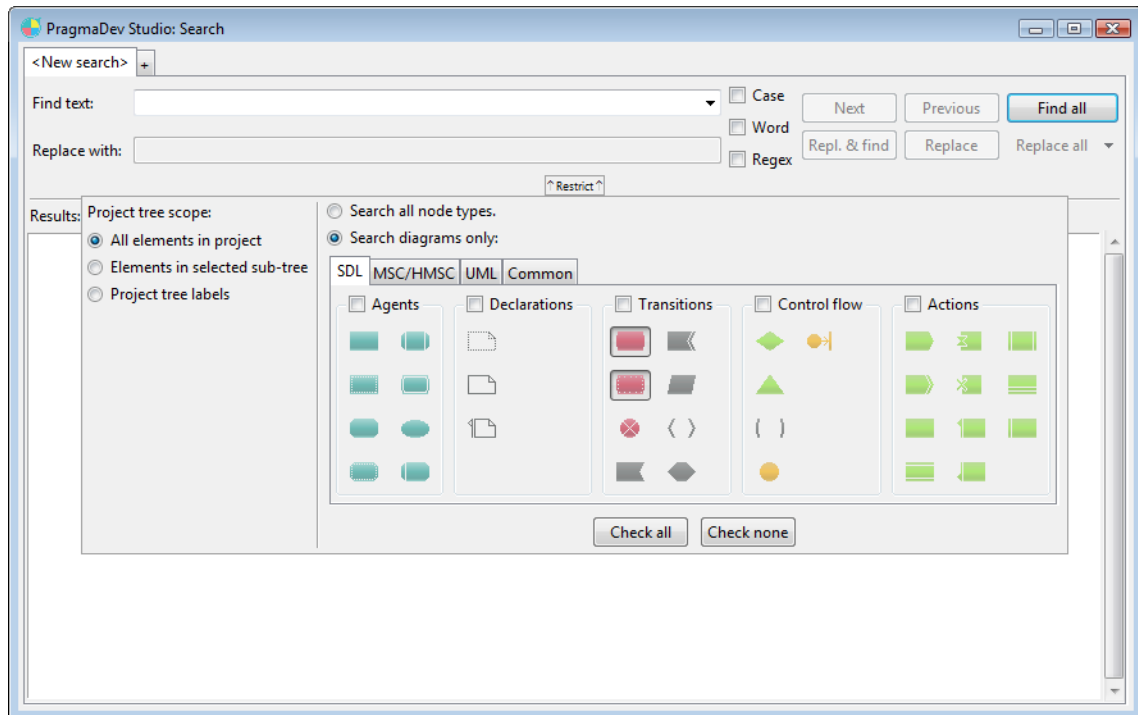 PragmaDev Studio: Search
<New search> +
Find text:
Case
Next Previous Find all
Word
Replace with:
Repl. & find Replace Replace all
Regex
^ Restrict ^
Results:
Project tree scope:
All elements in project
Elements in selected sub-tree
Project tree labels
Search all node types.
Search diagrams only:
SDL MSC/HMSC UML Common
Agents Declarations Transitions Control flow Actions
Check all Check none